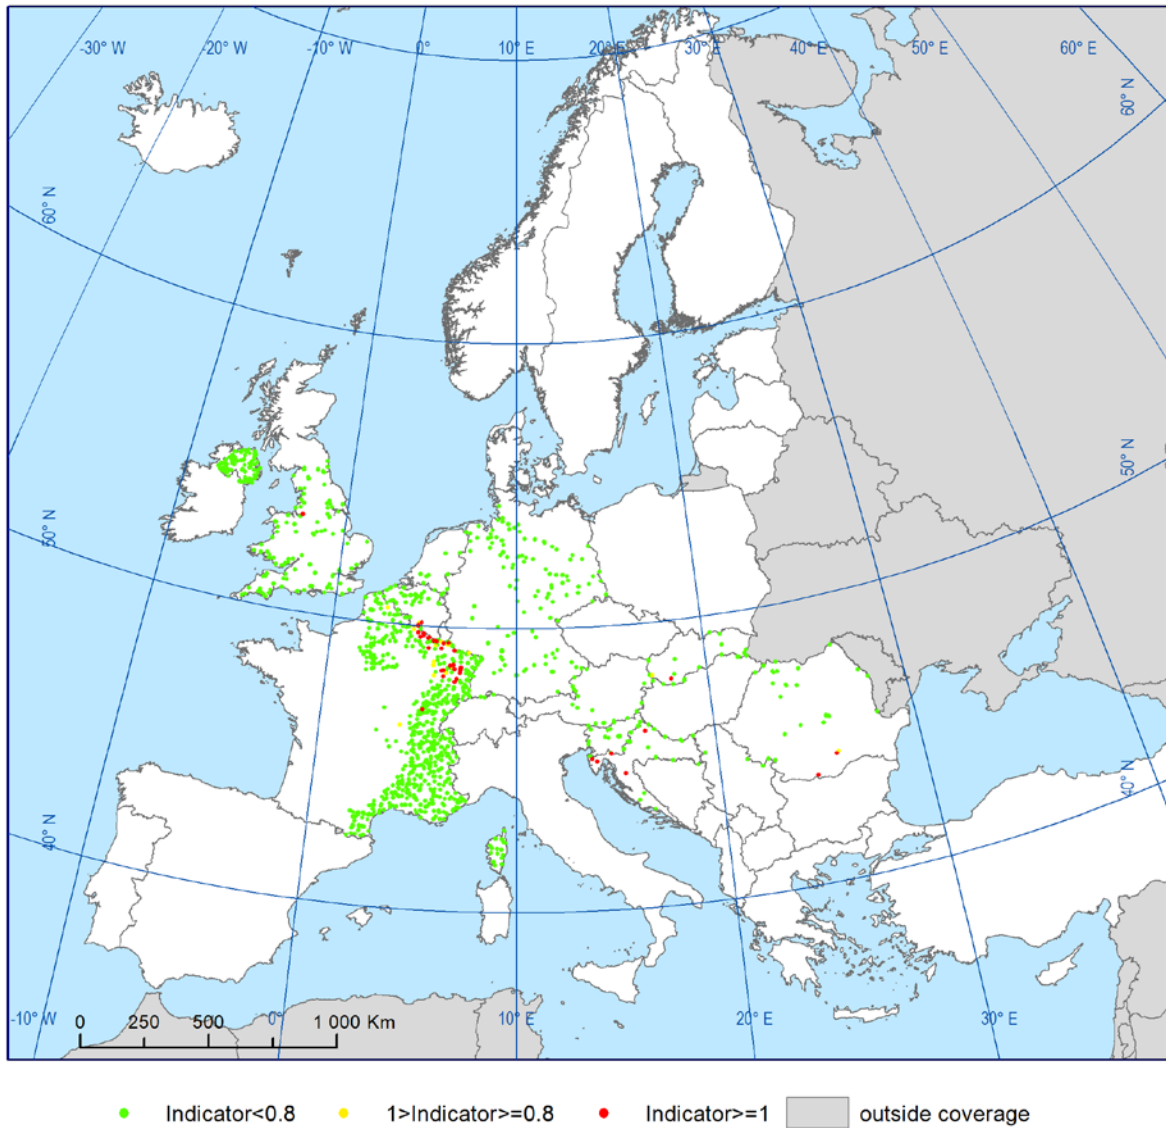 -30° W -20° W -10° W 0° 10° E 20° E 30° E 40° E 50° E 60° E
60° N
60° N
50° N
50° N
40° N
40° N
-10° W 0° 10° E 20° E 30° E
0 250 500 1 000 Km
Indicator<0.8 1>Indicator>=0.8 Indicator>=1 outside coverage